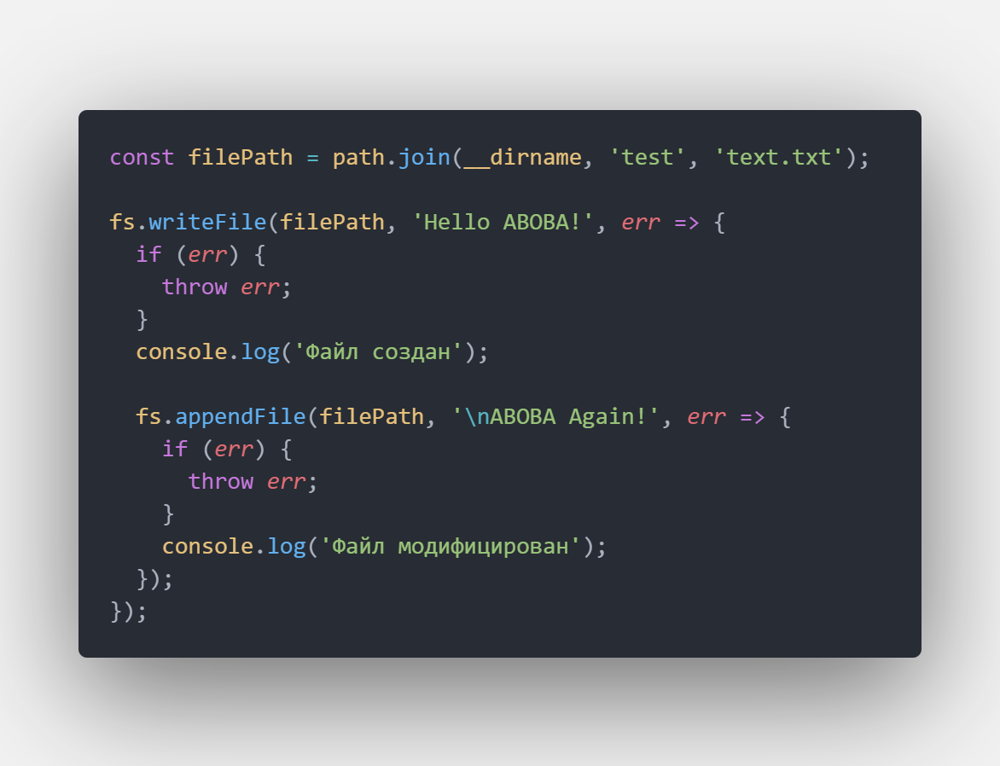 const filePath = path.join(__dirname, 'test', 'text.txt');

fs.writeFile(filePath, 'Hello ABOBA!', err => {
  if (err) {
    throw err;
  }
  console.log('Файл создан');

  fs.appendFile(filePath, '\nABOBA Again!', err => {
    if (err) {
      throw err;
    }
    console.log('Файл модифицирован');
  });
});